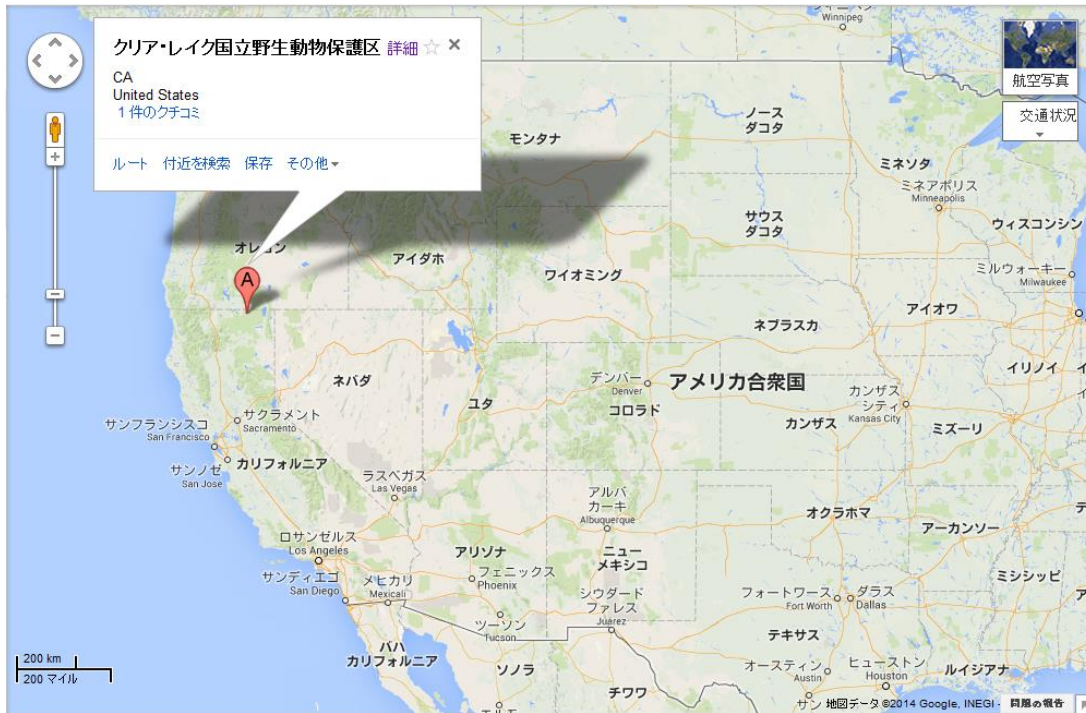 クリア・レイク国立野生動物保護区 詳細 ☆ ×
CA
United States
1 件のクチコミ
ルート 付近を検索 保存 その他
Winnipeg
航空写真
交通状況
モンタナ
ノース
ダコタ
ミネソタ
ミネアポリス
Minneapolis
サウス
ダコタ
ウィスコンシン
オレゴン
アイダホ
ワイオミング
ミルウォーキー
Milwaukee
A
アイオワ
ネブラスカ
イリノイ
ネバダ
ユタ
デンバー
Denver
コロラド
アメリカ合衆国
カンザス
シティ
Kansas City
カンザス
ミズーリ
サクラメント
Sacramento
サンフランシスコ
San Francisco
サンノゼ
San Jose
カリフォルニア
ラスベガス
Las Vegas
アルバ
カーキ
Albuquerque
オクラホマ
アーカンソー
ロサンゼルス
Los Angeles
アリゾナ
ニュー
メキシコ
ミシシッピ
サンディエゴ
San Diego
メヒカリ
Mexicali
フェニックス
Phoenix
シウダード
ファレス
Juárez
フォートワース
Fort Worth
ダラス
Dallas
ツーソン
Tucson
テキサス
バハ
カリフォルニア
ソノラ
チワワ
オースティン
Austin
ヒューストン
Houston
ルイジアナ
200 km
200 マイル
サン 地図データ ©2014 Google, INEGI - 問題の報告